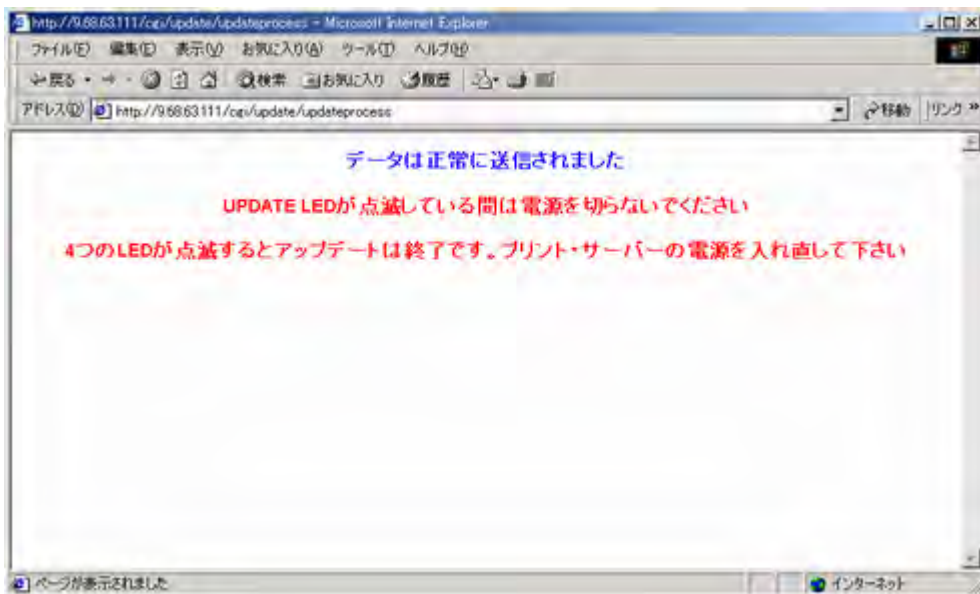 http://9.68.63.111/cgi/update/updateprocess - Microsoft Internet Explorer
ファイル(F) 編集(E) 表示(V) お気に入り(A) ツール(T) ヘルプ(H)
戻る 検索 お気に入り 履歴
アドレス(D) http://9.68.63.111/cgi/update/updateprocess 移動 リンク »
データは正常に送信されました
UPDATE LEDが点滅している間は電源を切らないでください
4つのLEDが点滅するとアップデートは終了です。プリント・サーバーの電源を入れ直して下さい
ページが表示されました インターネット